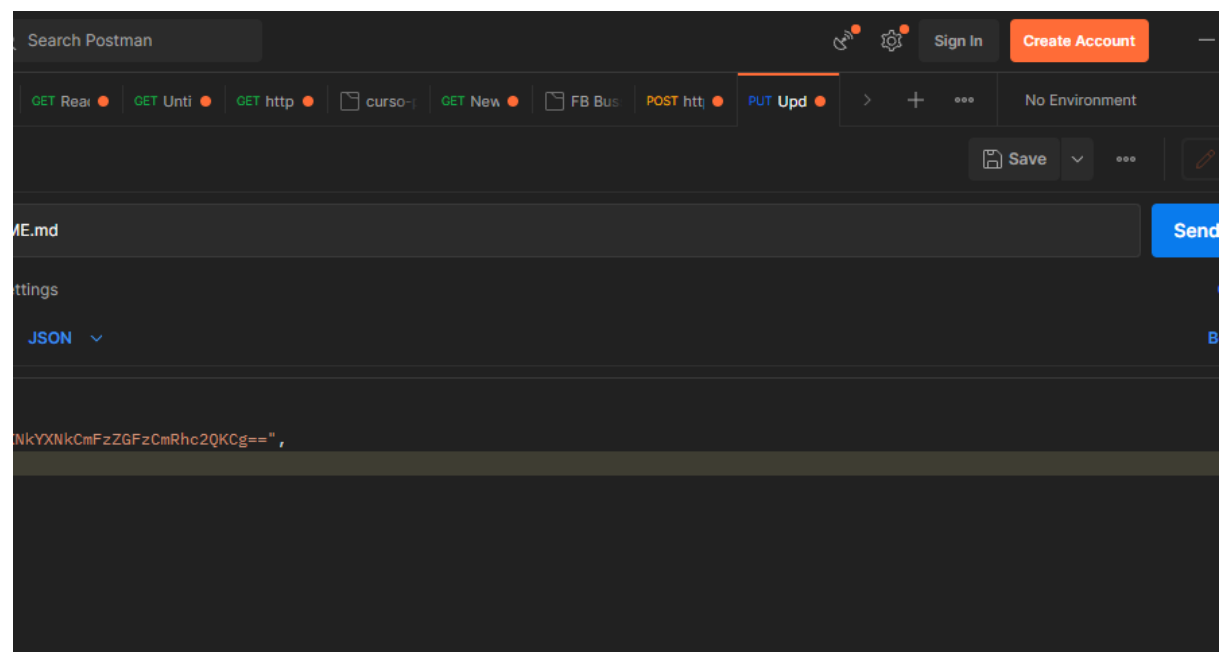 Search Postman
Sign In
Create Account
GET Read
GET Unti
GET http
curso-
GET New
FB Bus
POST htt
PUT Upd
No Environment
Save
ME.md
Send
ttings
JSON
B
NkYXNkCmFzZGFzCmRhc2QKCg==",